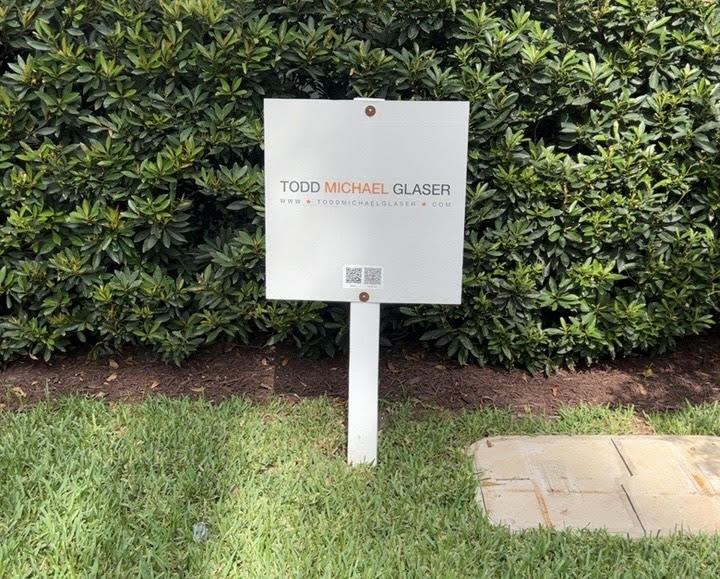 TODD MICHAEL GLASER
WWW ★ TODDMICHAELGLASER ★ COM